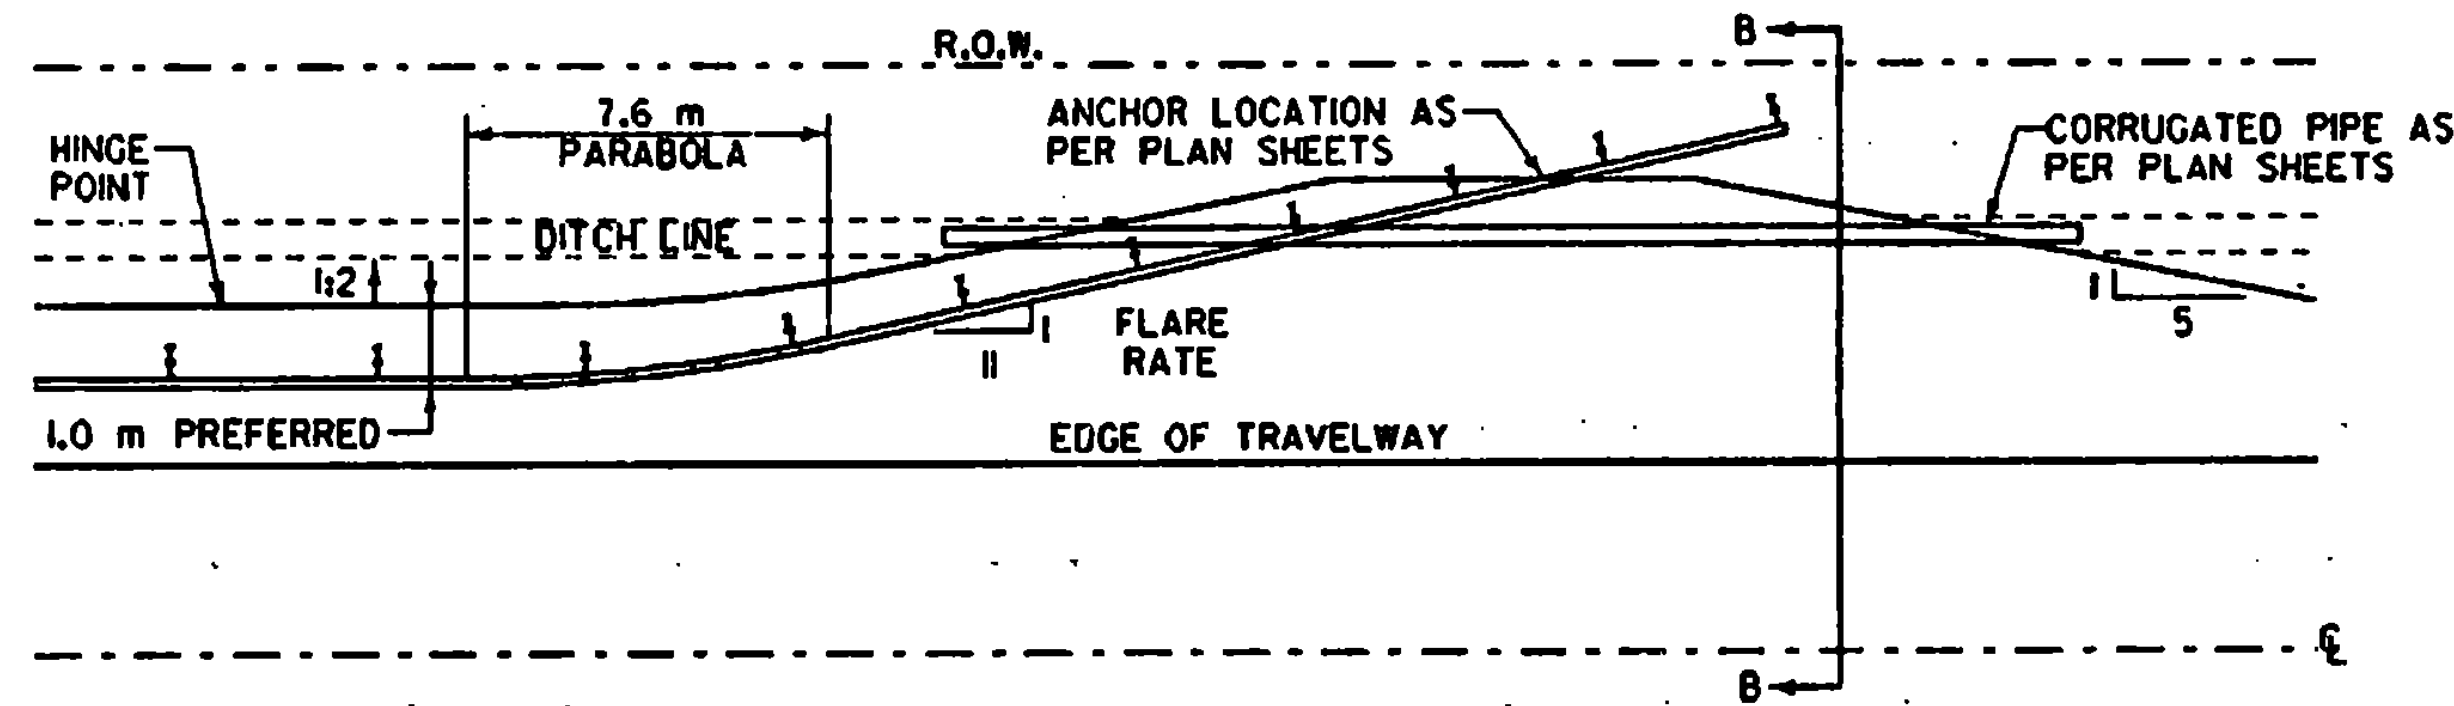 B
R.O.W.
7.6 m
PARABOLA
ANCHOR LOCATION AS
PER PLAN SHEETS
CORRUGATED PIPE AS
PER PLAN SHEETS
HINGE
POINT
DITCH LINE
1:2
1
5
FLARE
RATE
1
11
1.0 m PREFERRED
EDGE OF TRAVELWAY
℄
B